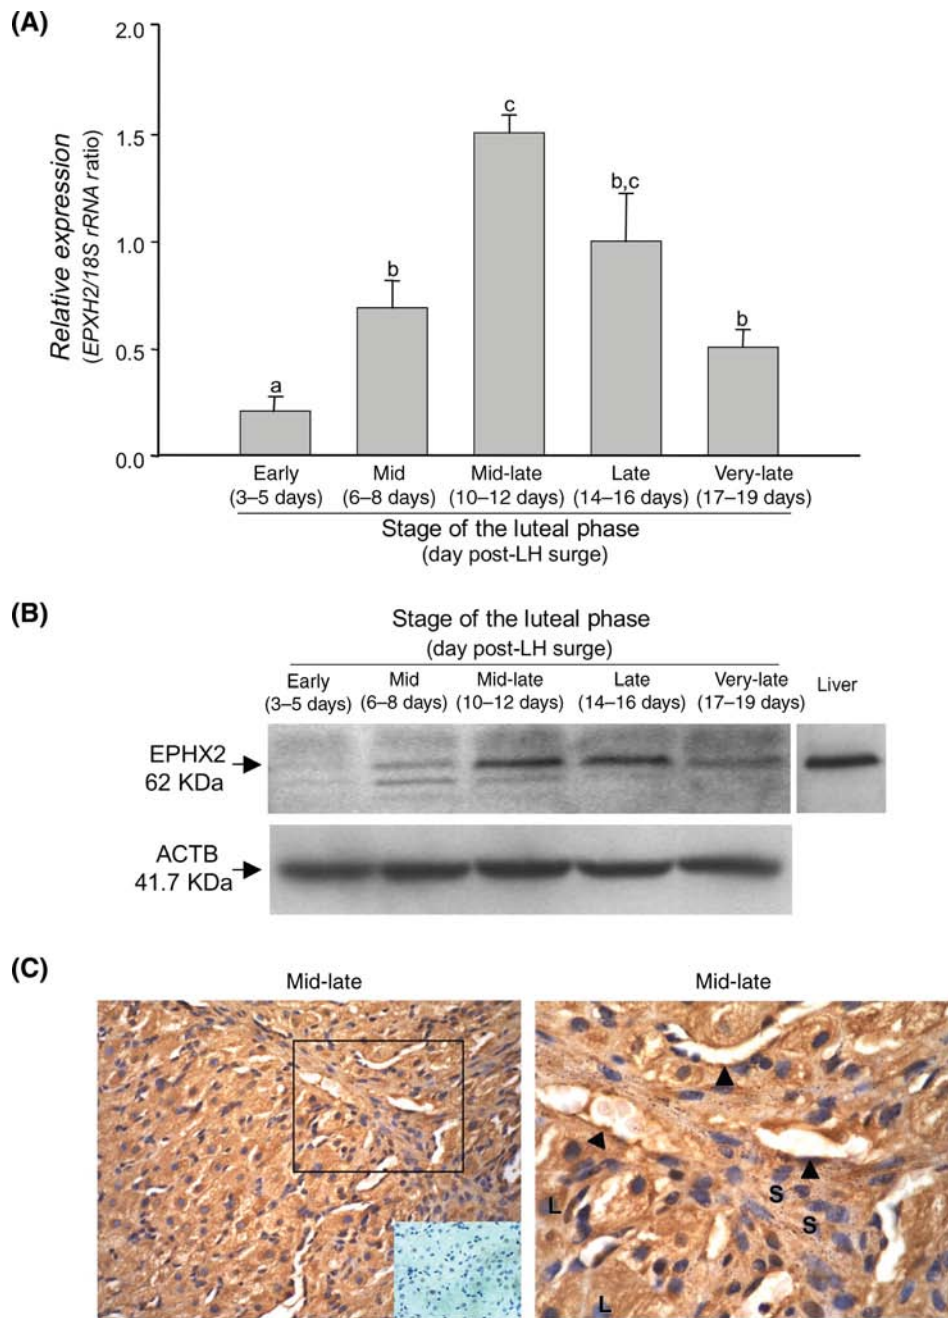 (A)
2.0
1.5
1.0
0.5
0.0
Relative expression
(EPXH2/18S rRNA ratio)
a
b
c
b,c
b
Early Mid Mid-late Late Very-late
(3–5 days) (6–8 days) (10–12 days) (14–16 days) (17–19 days)
Stage of the luteal phase
(day post-LH surge)
(B)
Stage of the luteal phase
(day post-LH surge)
Early Mid Mid-late Late Very-late Liver
(3–5 days) (6–8 days) (10–12 days) (14–16 days) (17–19 days)
EPHX2
62 KDa
ACTB
41.7 KDa
(C)
Mid-late Mid-late
S
L
S
L